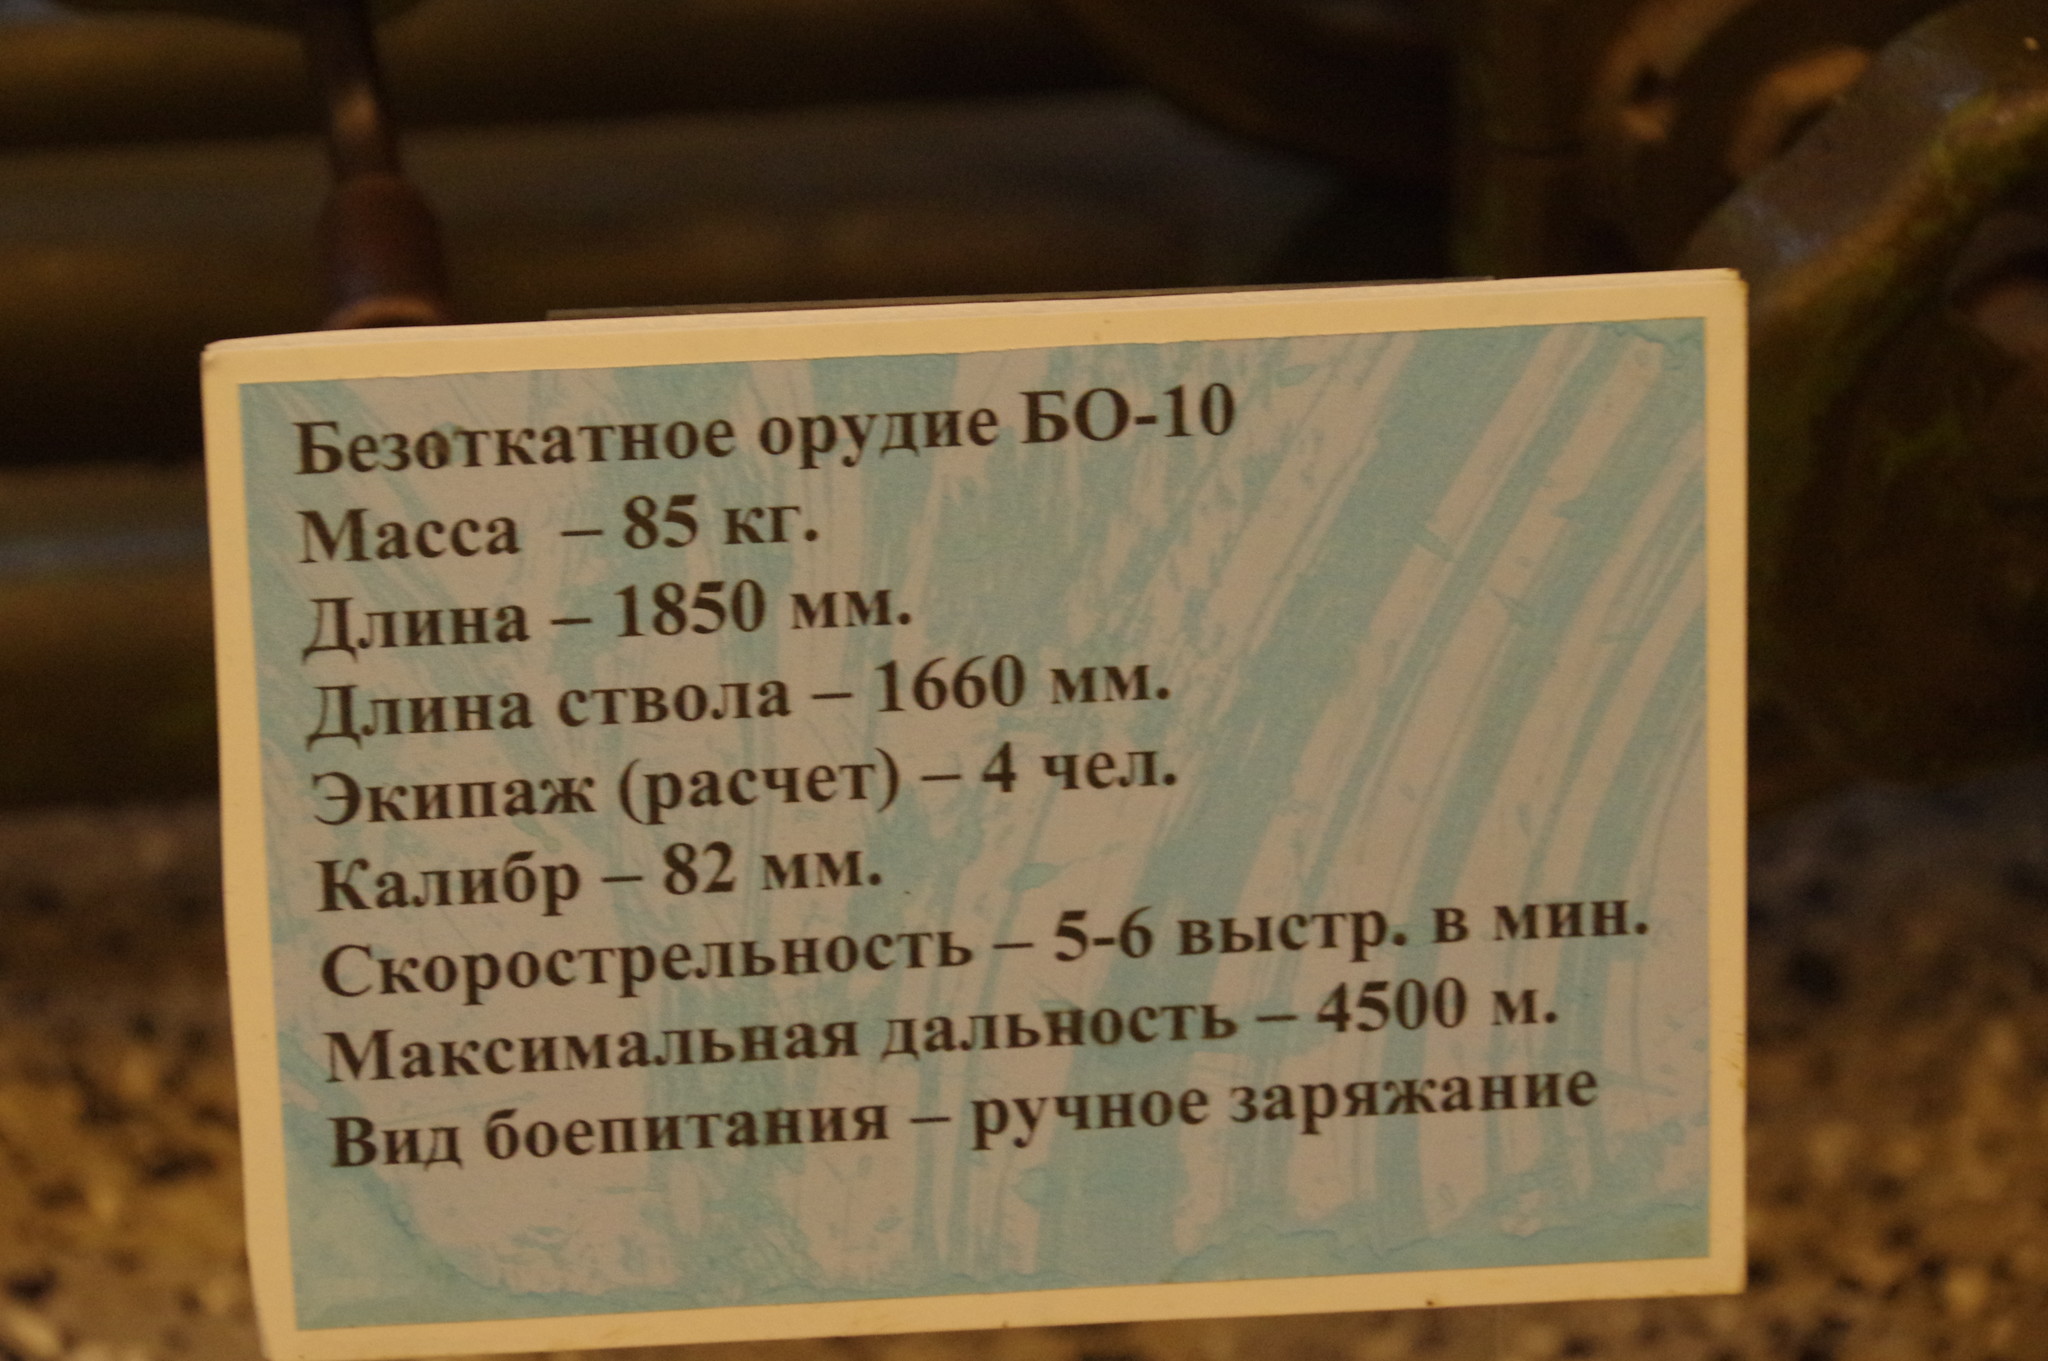 Безоткатное орудие БО-10
Масса – 85 кг.
Длина – 1850 мм.
Длина ствола – 1660 мм.
Экипаж (расчет) – 4 чел.
Калибр – 82 мм.
Скорострельность – 5-6 выстр. в мин.
Максимальная дальность – 4500 м.
Вид боепитания – ручное заряжание